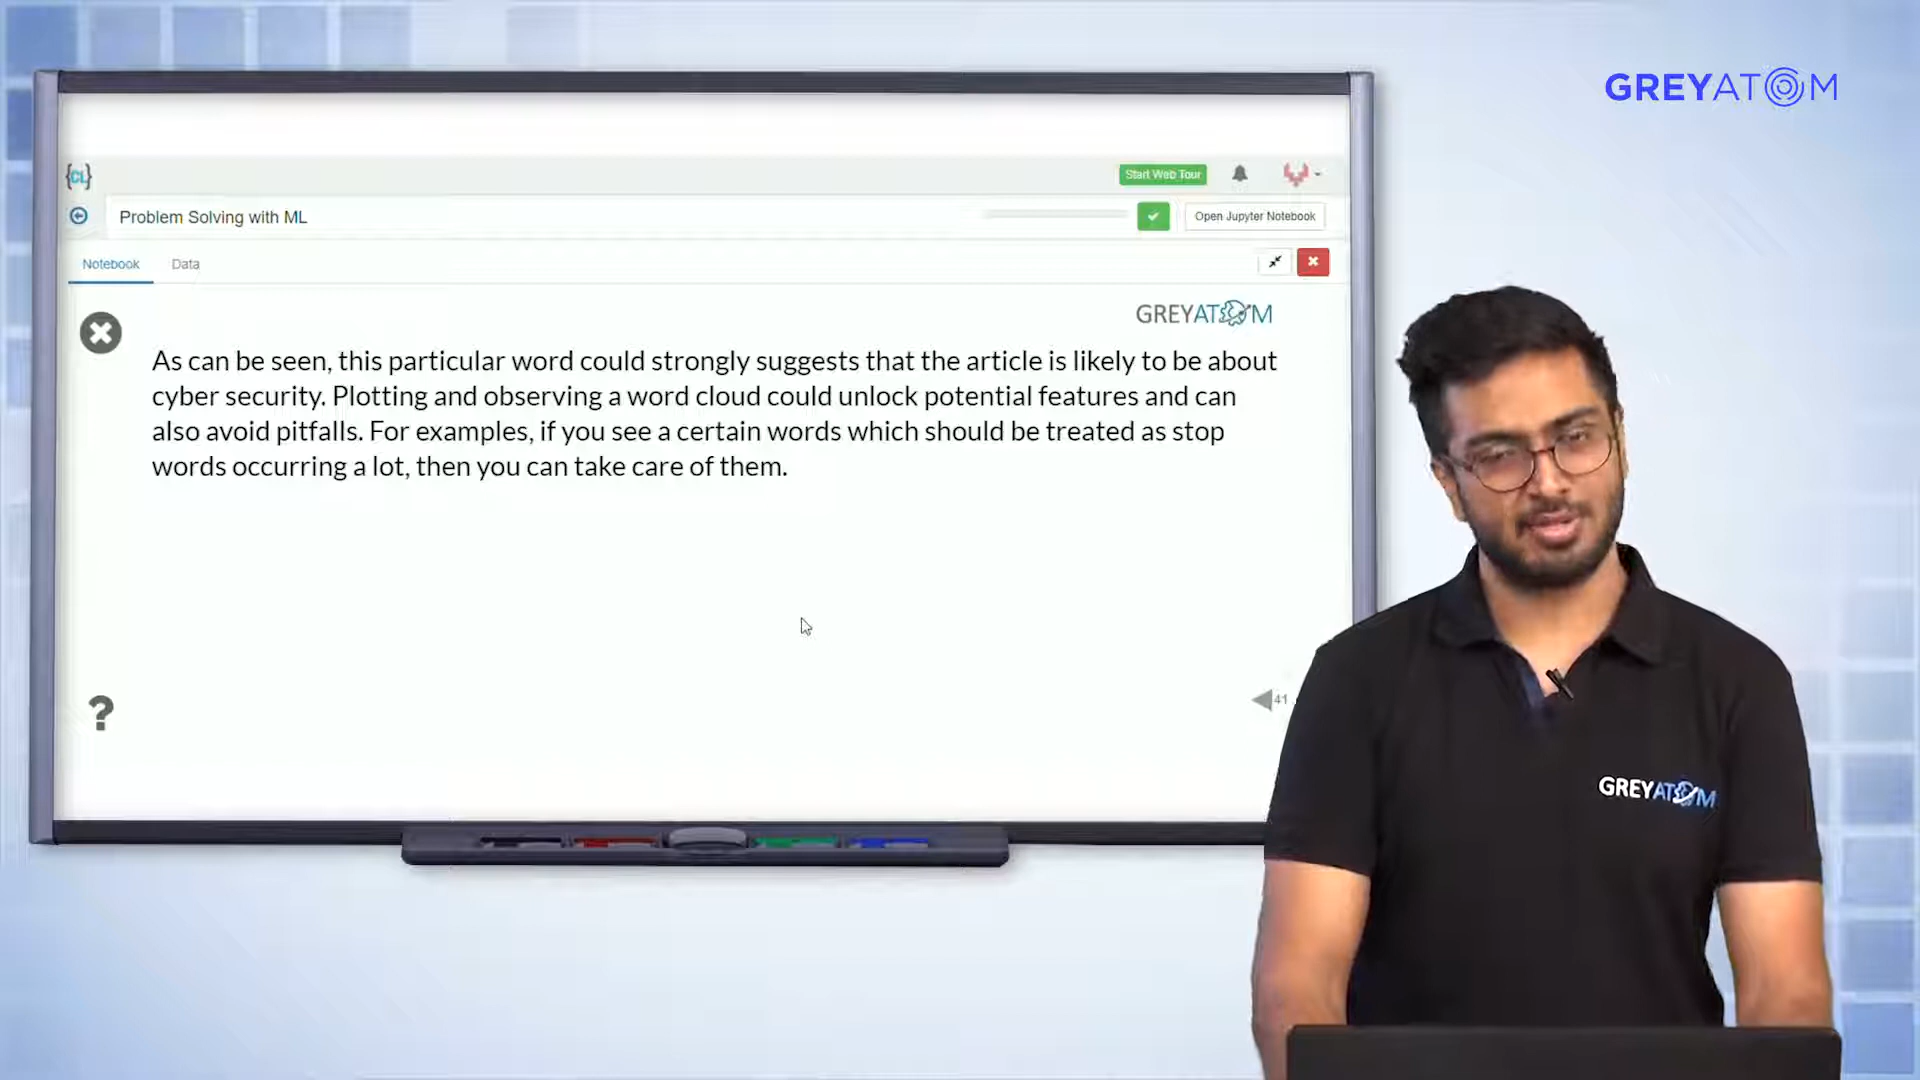 GREYATOM
{CL}
Start Web Tour
Problem Solving with ML
Open Jupyter Notebook
Notebook Data
GREYATOM
As can be seen, this particular word could strongly suggests that the article is likely to be about
cyber security. Plotting and observing a word cloud could unlock potential features and can
also avoid pitfalls. For examples, if you see a certain words which should be treated as stop
words occurring a lot, then you can take care of them.
?
41
GREYATOM